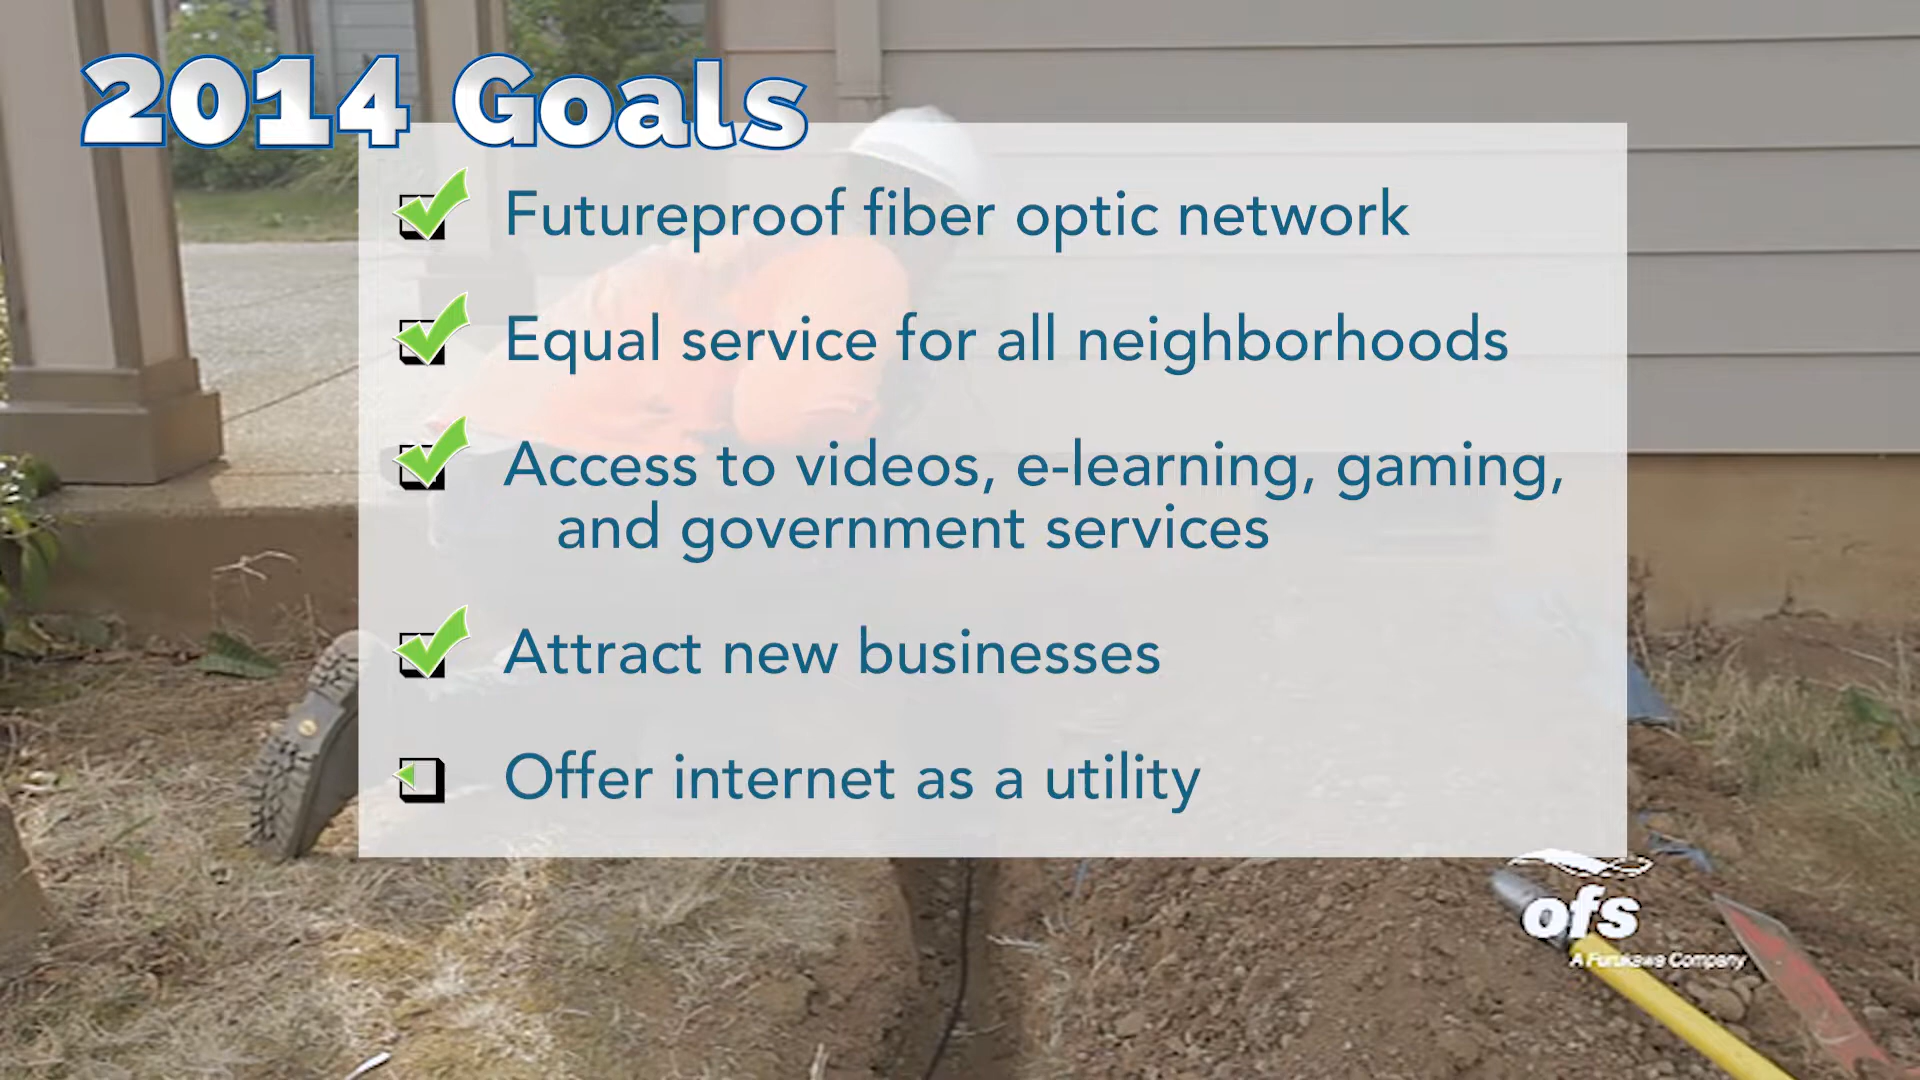 2014 Goals
Futureproof fiber optic network
Equal service for all neighborhoods
Access to videos, e-learning, gaming,
and government services
Attract new businesses
Offer internet as a utility
ofs
A Furukawa Company